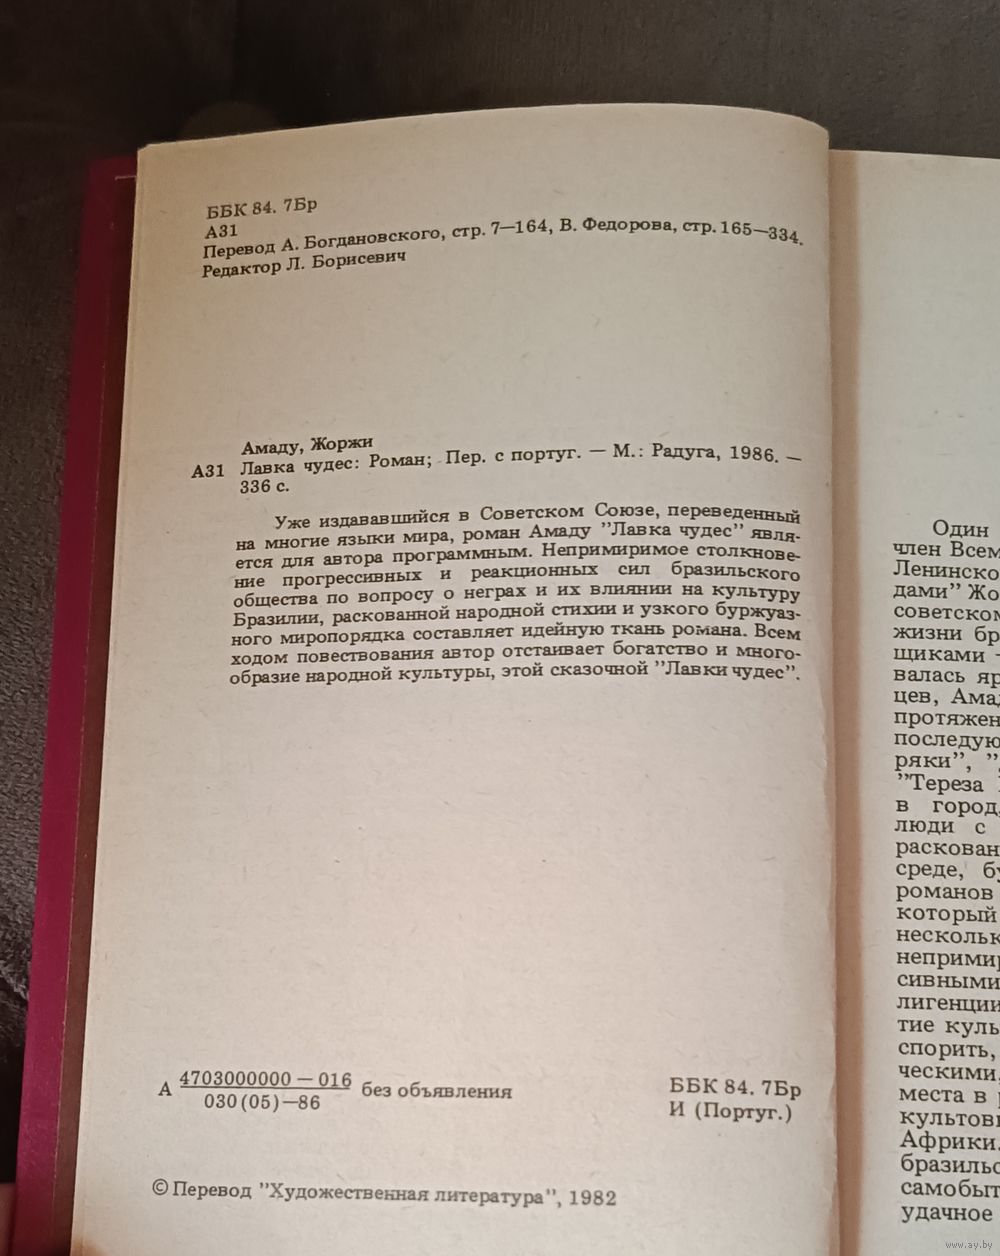 ББК 84. 7Бр
А31
Перевод А. Богдановского, стр. 7—164, В. Федорова, стр. 165—334.
Редактор Л. Борисевич
Амаду, Жоржи
А31 Лавка чудес: Роман; Пер. с португ. — М.: Радуга, 1986. —
336 с.
Уже издававшийся в Советском Союзе, переведенный
на многие языки мира, роман Амаду "Лавка чудес" явля-
ется для автора программным. Непримиримое столкнове-
ние прогрессивных и реакционных сил бразильского
общества по вопросу о неграх и их влиянии на культуру
Бразилии, раскованной народной стихии и узкого буржуаз-
ного миропорядка составляет идейную ткань романа. Всем
ходом повествования автор отстаивает богатство и много-
образие народной культуры, этой сказочной "Лавки чудес".
А 4703000000 — 016 без объявления
030(05)—86
ББК 84. 7Бр
И (Португ.)
© Перевод "Художественная литература", 1982
Один
член Всем
Ленинско
дами" Жо
советском
жизни бр
щиками —
валась яр
цев, Ама
протяжен
последую
ряки", "
"Тереза
в город,
люди с
раскован
среде, бу
романов
который
нескольк
неприми
сивными
лигенции
тие куль
спорить,
ческими,
места в
культовы
Африки.
бразильс
самобыт
удачное
www.ay.by